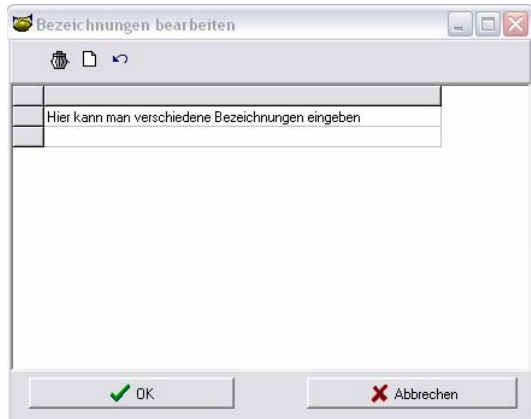 Bezeichnungen bearbeiten
Hier kann man verschiedene Bezeichnungen eingeben
OK
Abbrechen